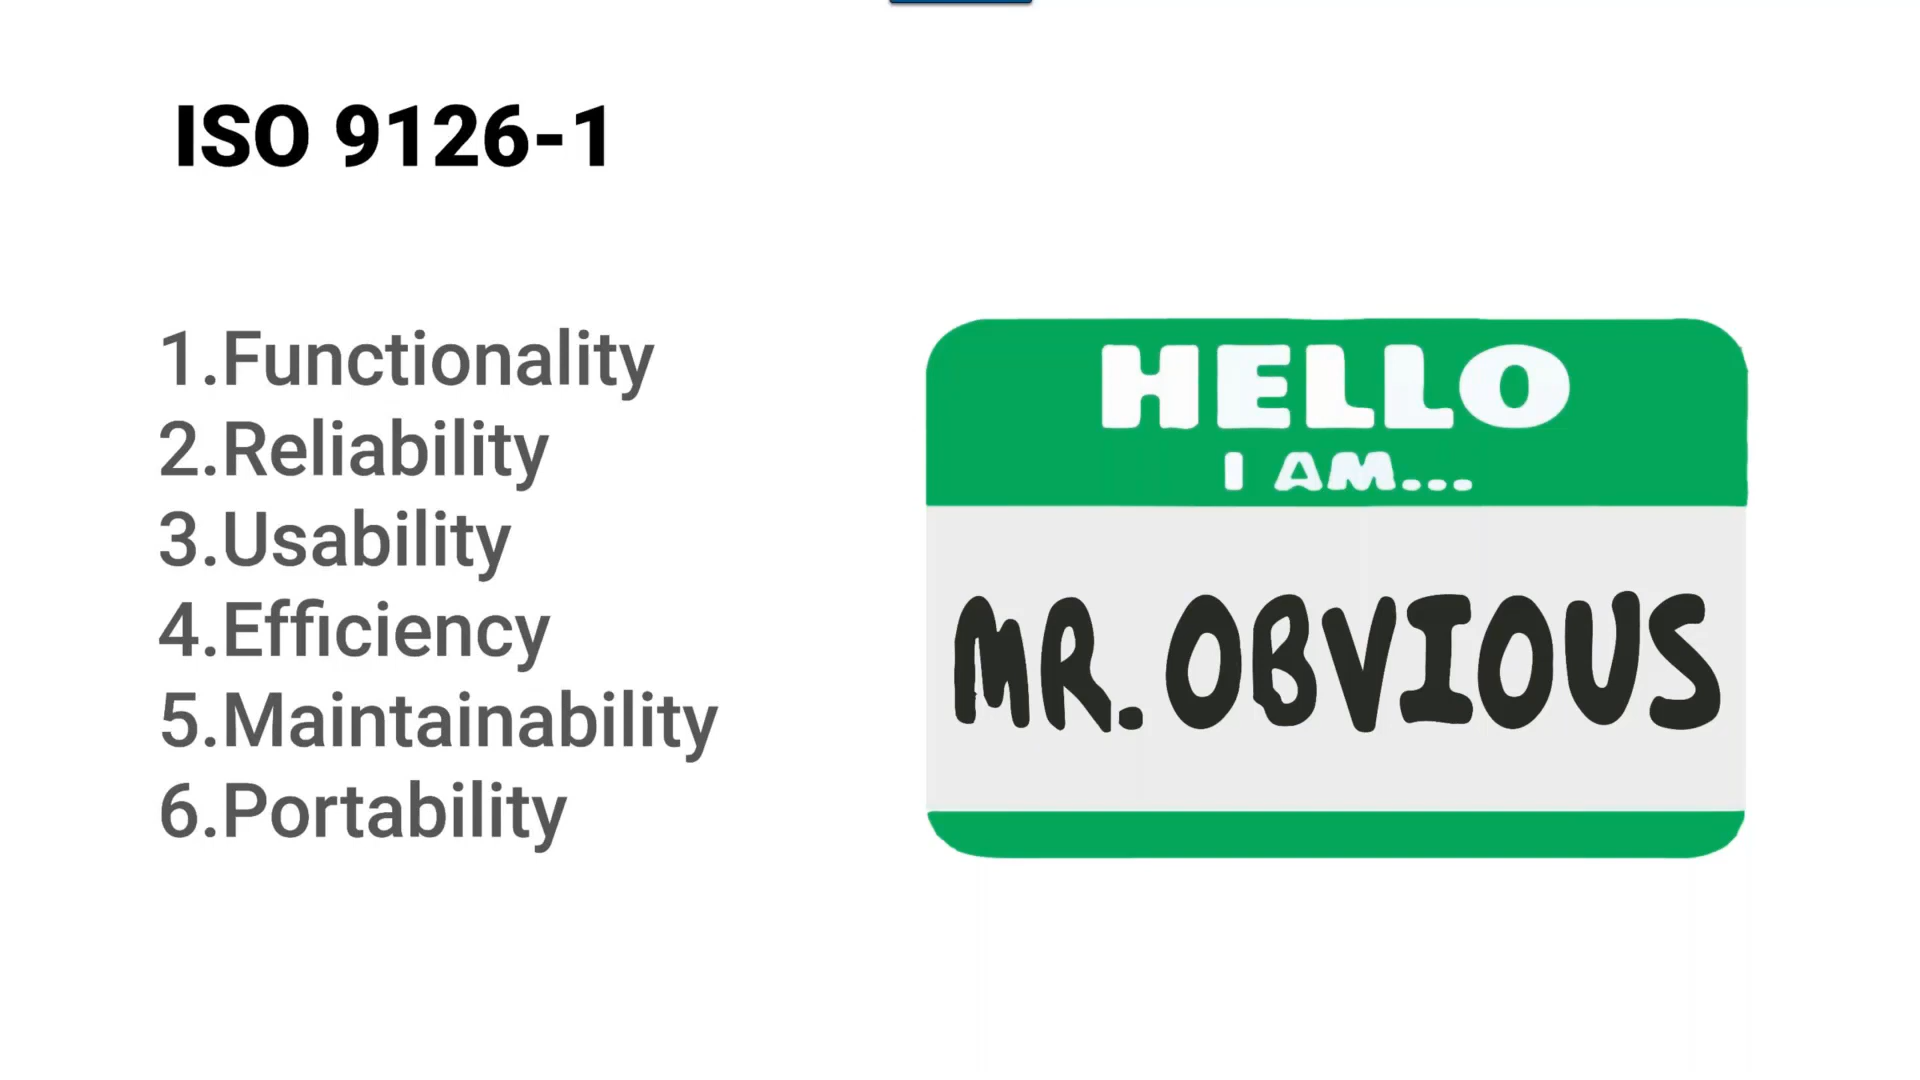 ISO 9126-1
1.Functionality
2.Reliability
3.Usability
4.Efficiency
5.Maintainability
6.Portability
HELLO
I AM...
MR. OBVIOUS